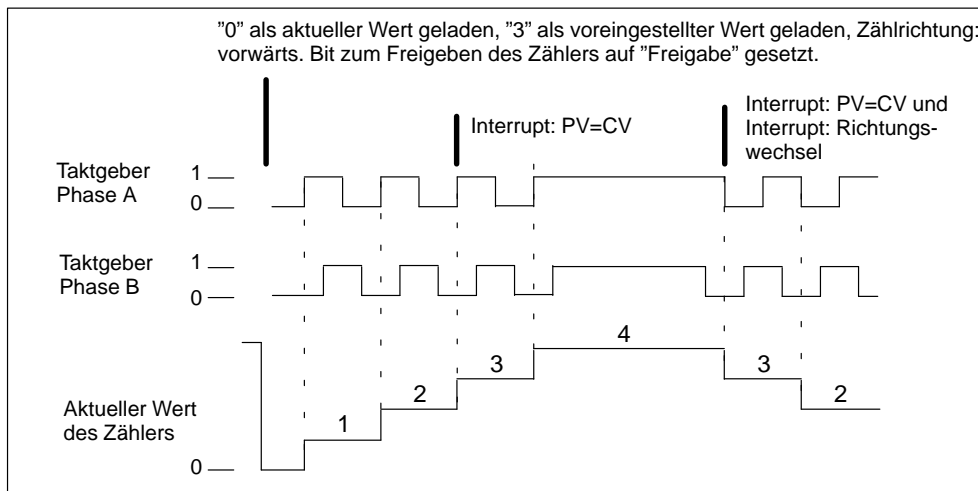 ”0” als aktueller Wert geladen, ”3” als voreingestellter Wert geladen, Zählrichtung:
vorwärts. Bit zum Freigeben des Zählers auf ”Freigabe” gesetzt.
Interrupt: PV=CV
Interrupt: PV=CV und
Interrupt: Richtungs-
wechsel
Taktgeber
Phase A
1
0
Taktgeber
Phase B
1
0
Aktueller Wert
des Zählers
0
1
2
3
4
3
2